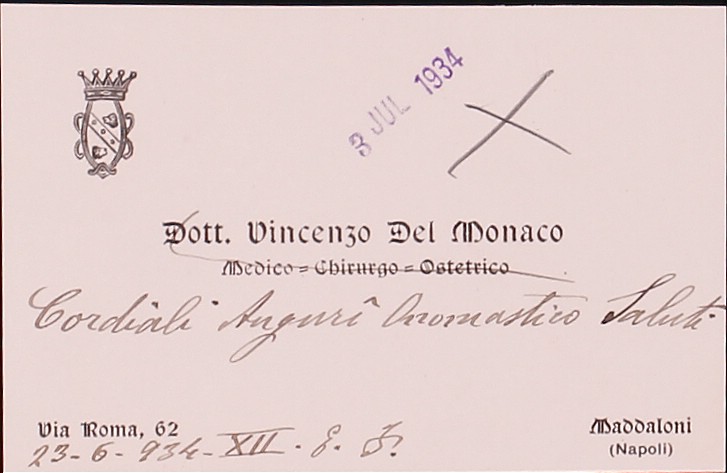 3 JUL 1934
Dott. Vincenzo Del Monaco
Medico = Chirurgo = Ostetrico
Cordiali Auguri Onomastico Saluti
Via Roma, 62
Maddaloni
(Napoli)
23-6-934-XII. E. F.